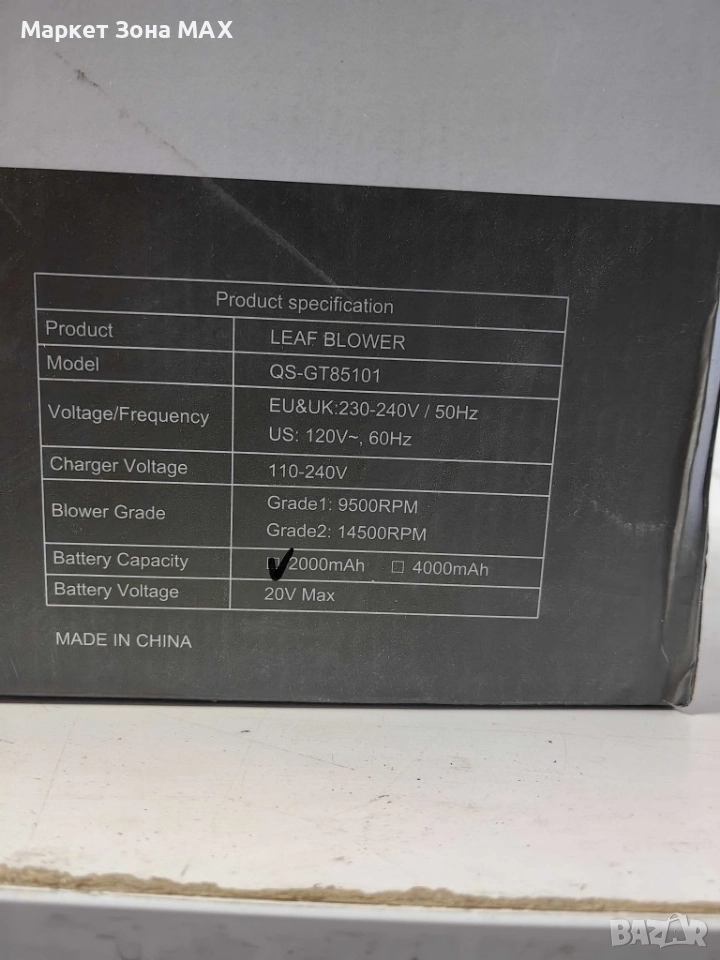 Маркет Зона MAX
Product specification
Product LEAF BLOWER
Model QS-GT85101
Voltage/Frequency EU&UK:230-240V / 50Hz
US: 120V~, 60Hz
Charger Voltage 110-240V
Blower Grade Grade1: 9500RPM
Grade2: 14500RPM
Battery Capacity 2000mAh 4000mAh
Battery Voltage 20V Max
MADE IN CHINA
BAZAR